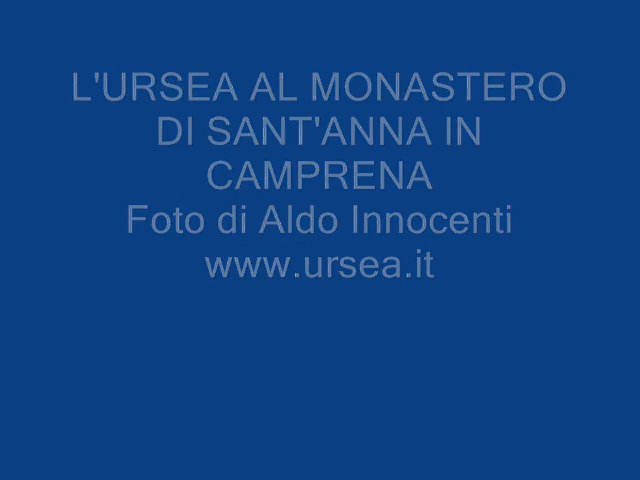 L'URSEA AL MONASTERO
DI SANT'ANNA IN
CAMPRENA
Foto di Aldo Innocenti
www.ursea.it